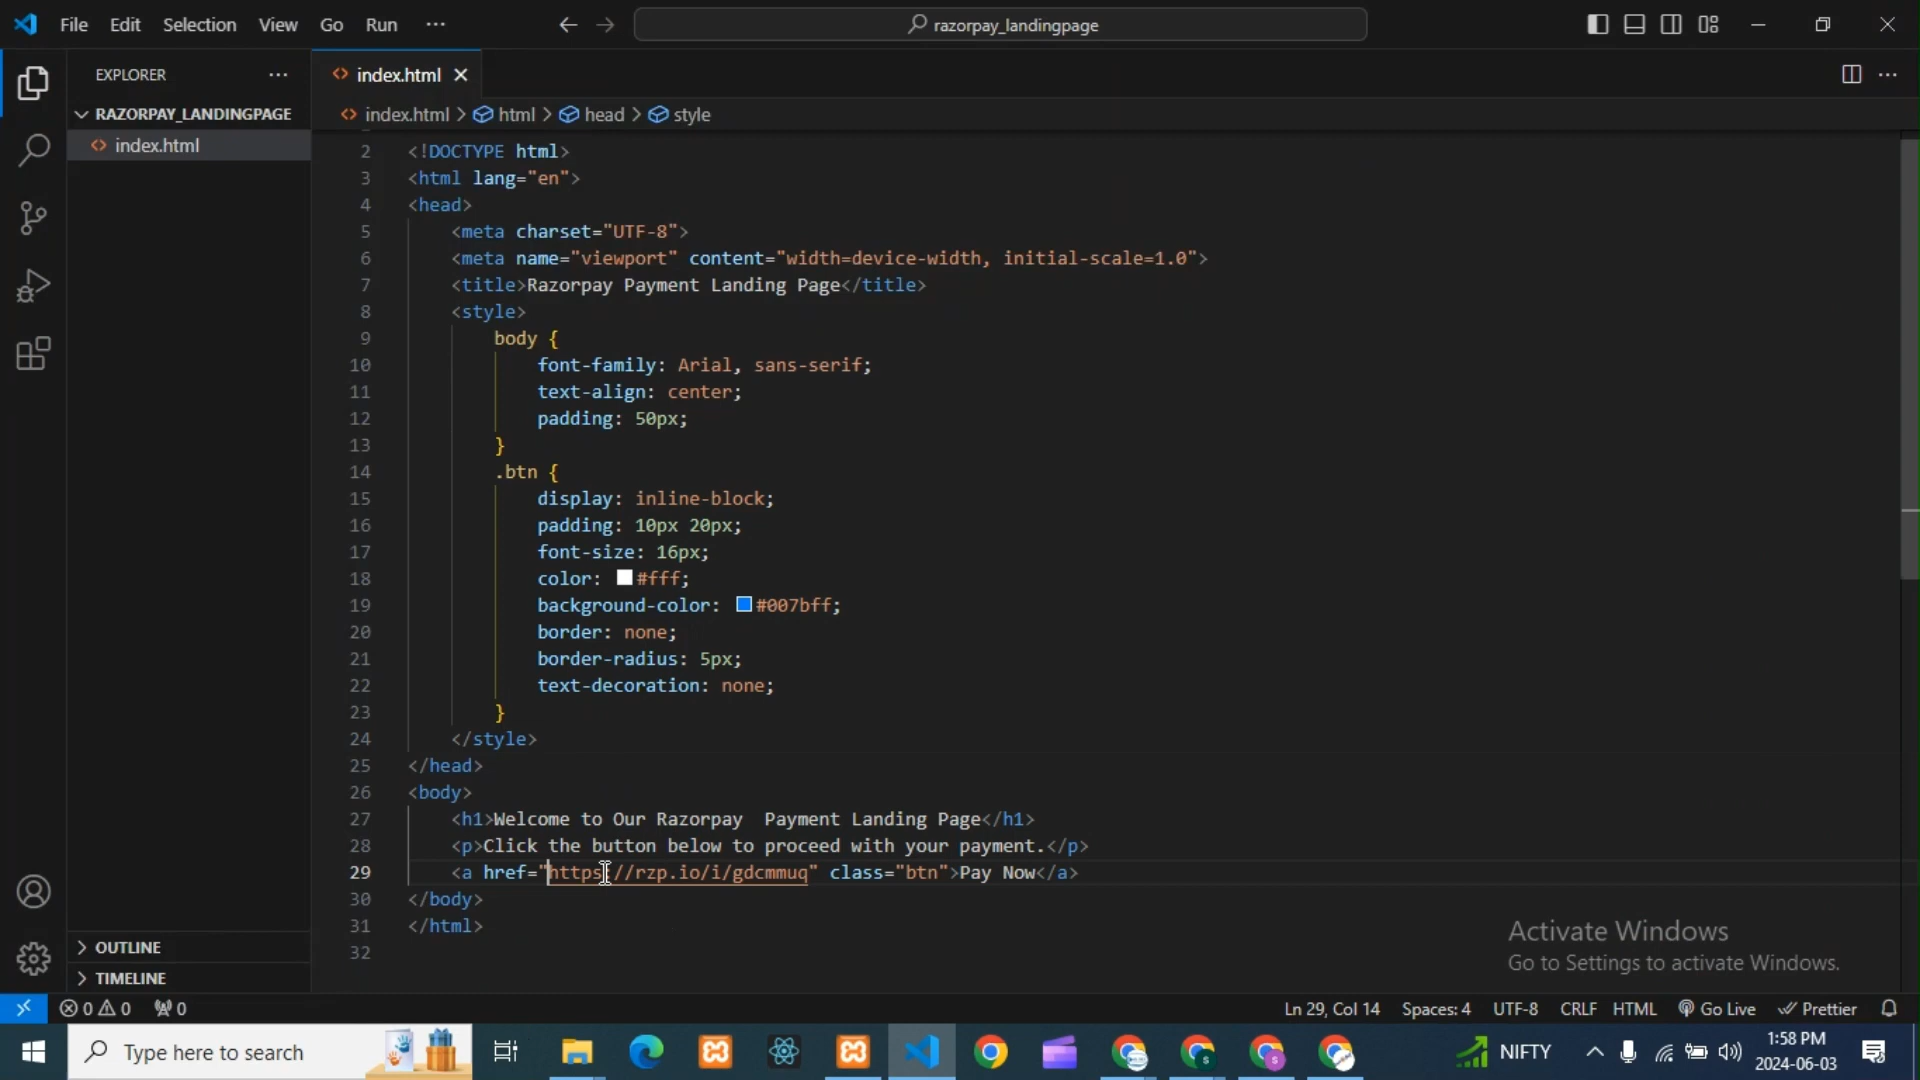 File Edit Selection View Go Run ···
razorpay_landingpage
EXPLORER
index.html
RAZORPAY_LANDINGPAGE
index.html > html > head > style
index.html
2 <!DOCTYPE html>
3 <html lang="en">
4 <head>
5 <meta charset="UTF-8">
6 <meta name="viewport" content="width=device-width, initial-scale=1.0">
7 <title>Razorpay Payment Landing Page</title>
8 <style>
9 body {
10 font-family: Arial, sans-serif;
11 text-align: center;
12 padding: 50px;
13 }
14 .btn {
15 display: inline-block;
16 padding: 10px 20px;
17 font-size: 16px;
18 color: #fff;
19 background-color: #007bff;
20 border: none;
21 border-radius: 5px;
22 text-decoration: none;
23 }
24 </style>
25 </head>
26 <body>
27 <h1>Welcome to Our Razorpay  Payment Landing Page</h1>
28 <p>Click the button below to proceed with your payment.</p>
29 <a href="https://rzp.io/i/gdcmmuq" class="btn">Pay Now</a>
30 </body>
31 </html>
32
Activate Windows
Go to Settings to activate Windows.
OUTLINE
TIMELINE
0 0 0 Ln 29, Col 14 Spaces: 4 UTF-8 CRLF HTML Go Live Prettier
Type here to search
NIFTY
1:58 PM
2024-06-03